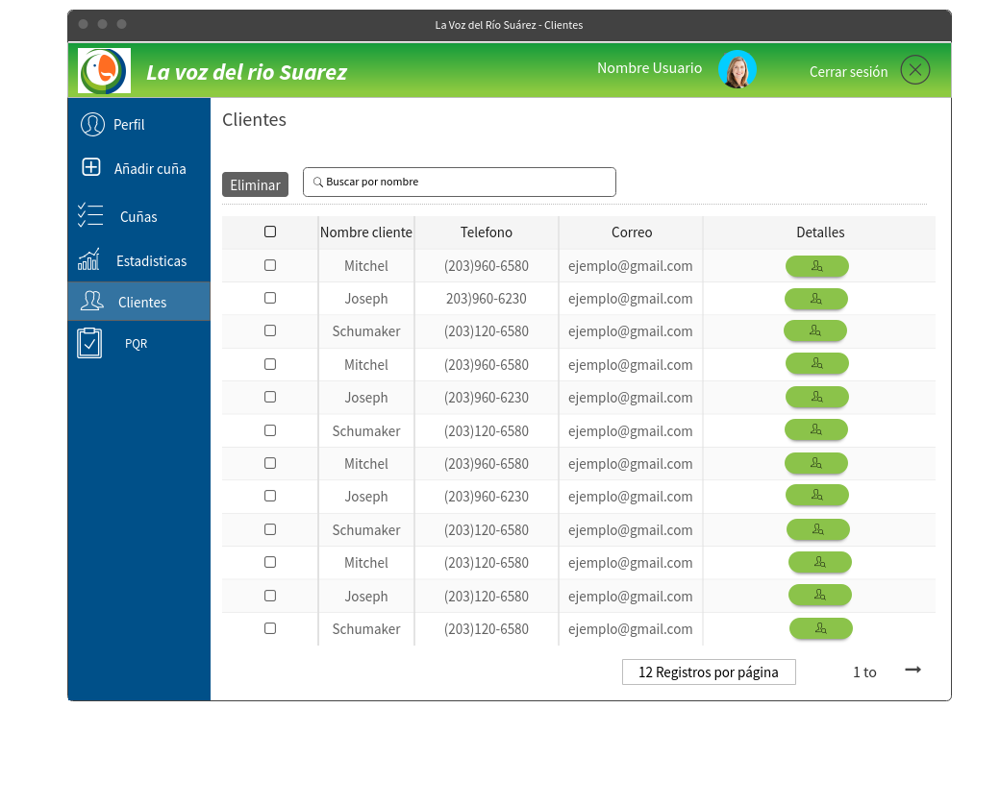 La Voz del Río Suárez - Clientes
La voz del rio Suarez
Nombre Usuario
Cerrar sesión
Perfil
Añadir cuña
Cuñas
Estadisticas
Clientes
PQR
Clientes
Eliminar
Buscar por nombre
Nombre cliente Telefono Correo Detalles
Mitchel (203)960-6580 ejemplo@gmail.com
Joseph 203)960-6230 ejemplo@gmail.com
Schumaker (203)120-6580 ejemplo@gmail.com
Mitchel (203)960-6580 ejemplo@gmail.com
Joseph (203)960-6230 ejemplo@gmail.com
Schumaker (203)120-6580 ejemplo@gmail.com
Mitchel (203)960-6580 ejemplo@gmail.com
Joseph (203)960-6230 ejemplo@gmail.com
Schumaker (203)120-6580 ejemplo@gmail.com
Mitchel (203)120-6580 ejemplo@gmail.com
Joseph (203)120-6580 ejemplo@gmail.com
Schumaker (203)120-6580 ejemplo@gmail.com
12 Registros por página
1 to